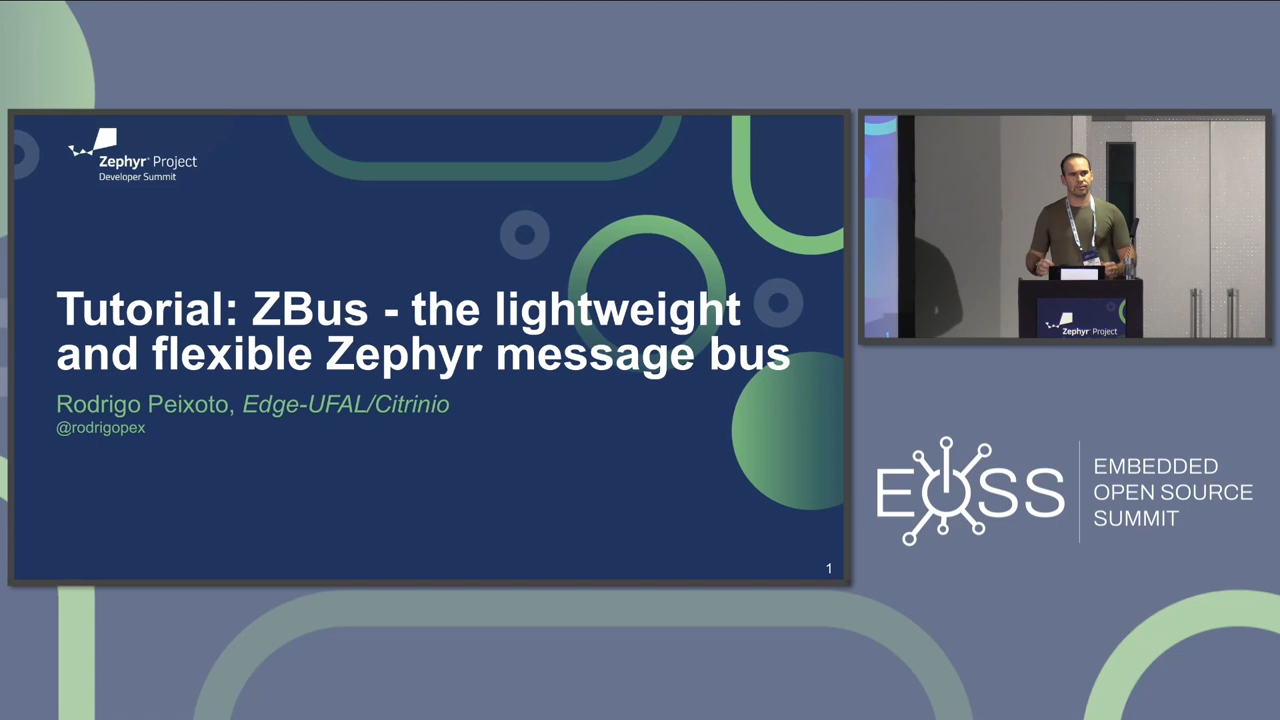 Zephyr® Project
Developer Summit
Tutorial: ZBus - the lightweight
and flexible Zephyr message bus
Rodrigo Peixoto, Edge-UFAL/Citrinio
@rodrigopex
1
Zephyr Project
EOSS
EMBEDDED
OPEN SOURCE
SUMMIT